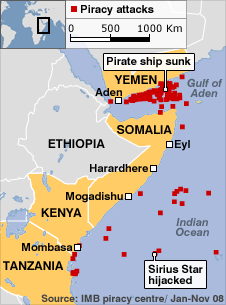 Piracy attacks
0 500 1000 Km
Pirate ship sunk
YEMEN
Aden
Gulf of
Aden
SOMALIA
Eyl
ETHIOPIA
Harardhere
Mogadishu
KENYA
Indian
Ocean
Mombasa
TANZANIA
Sirius Star
hijacked
Source: IMB piracy centre/ Jan-Nov 08